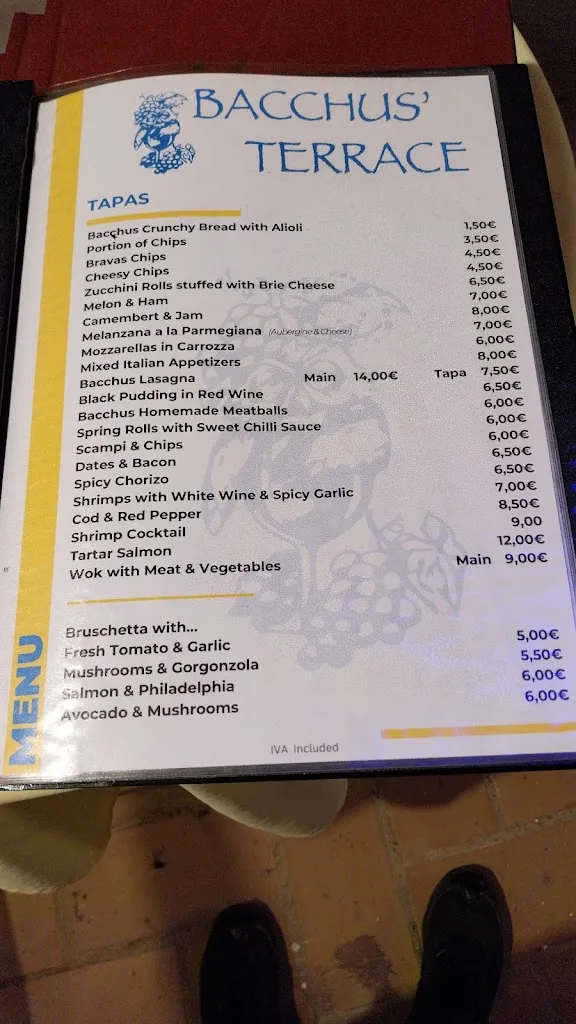 BACCHUS'
TERRACE
TAPAS
Bacchus Crunchy Bread with Alioli 1,50€
Portion of Chips 3,50€
Bravas Chips 4,50€
Cheesy Chips 4,50€
Zucchini Rolls stuffed with Brie Cheese 6,50€
Melon & Ham 7,00€
Camembert & Jam 8,00€
Melanzana a la Parmegiana (Aubergine & Cheese) 7,00€
Mozzarellas in Carrozza 6,00€
Mixed Italian Appetizers 8,00€
Bacchus Lasagna Main 14,00€ Tapa 7,50€
Black Pudding in Red Wine 6,50€
Bacchus Homemade Meatballs 6,00€
Spring Rolls with Sweet Chilli Sauce 6,00€
Scampi & Chips 6,00€
Dates & Bacon 6,50€
Spicy Chorizo 6,50€
Shrimps with White Wine & Spicy Garlic 7,00€
Cod & Red Pepper 8,50€
Shrimp Cocktail 9,00
Tartar Salmon 12,00€
Wok with Meat & Vegetables Main 9,00€
Bruschetta with...
Fresh Tomato & Garlic 5,00€
Mushrooms & Gorgonzola 5,50€
Salmon & Philadelphia 6,00€
Avocado & Mushrooms 6,00€
IVA Included
MENU